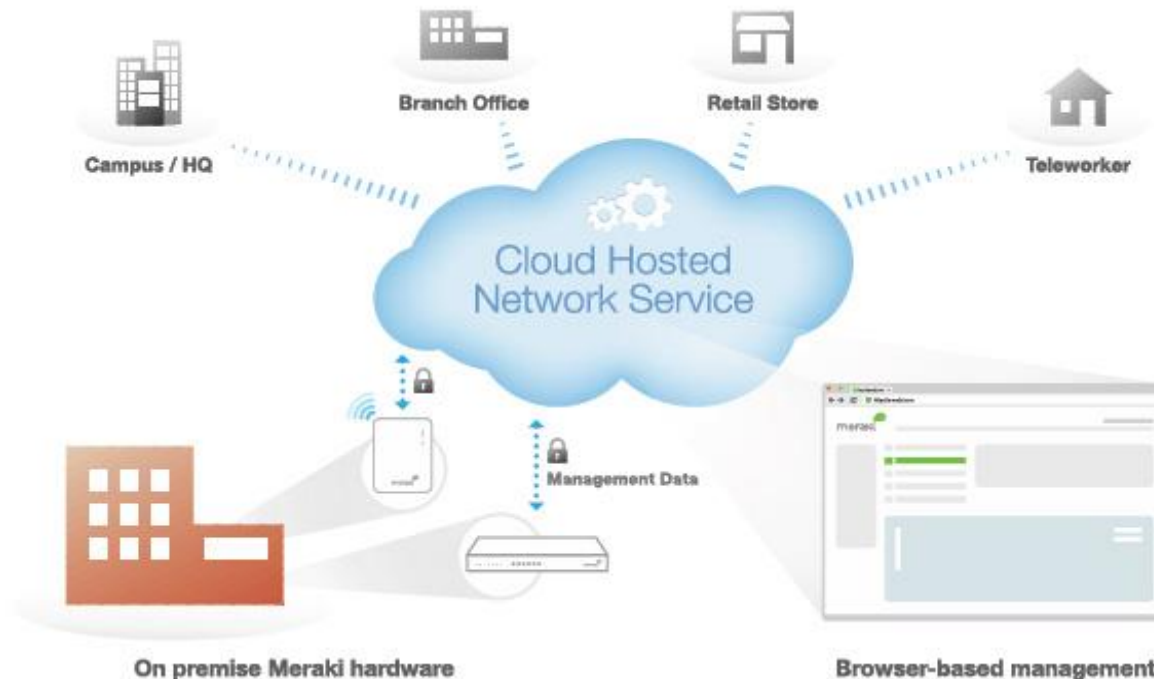 Branch Office
Retail Store
Campus / HQ
Teleworker
Cloud Hosted
Network Service
Management Data
meraki
On premise Meraki hardware
Browser-based management